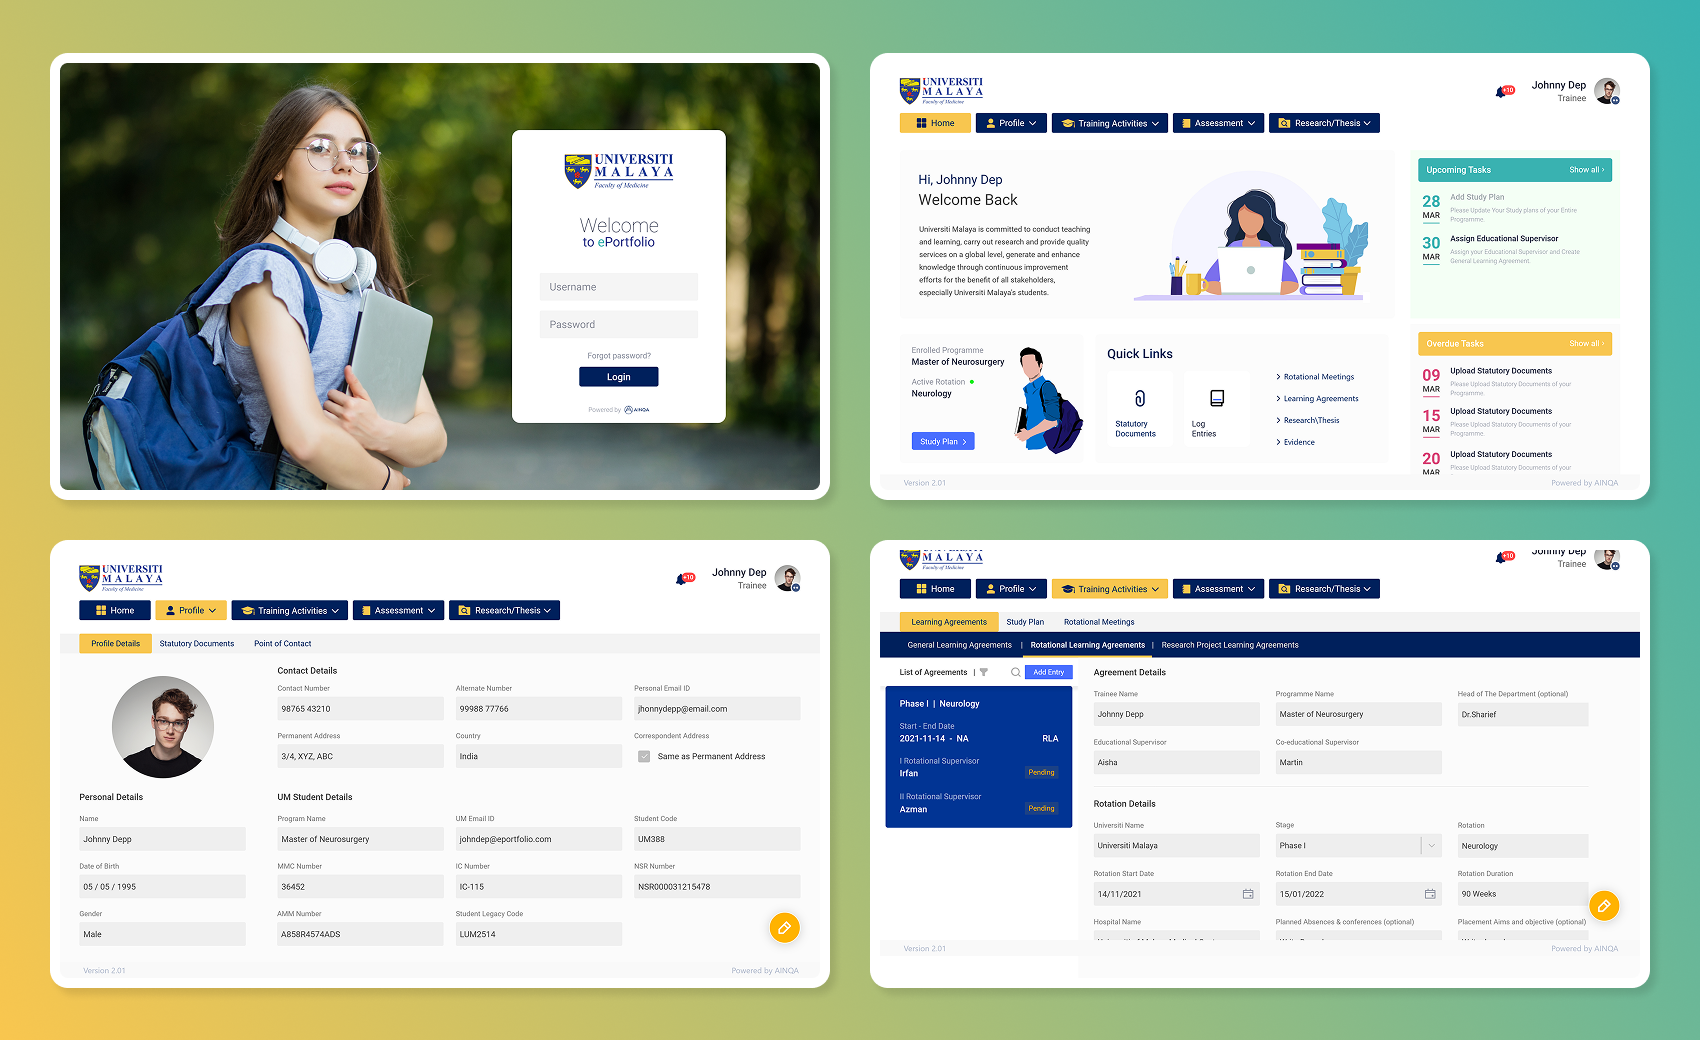 UNIVERSITI
MALAYA
Faculty of Medicine
Welcome
to ePortfolio
Username
Password
Forgot password?
Login
Powered by AINQA
UNIVERSITI
MALAYA
Faculty of Medicine
+10
Johnny Dep
Trainee
Home
Profile
Training Activities
Assessment
Research/Thesis
Hi, Johnny Dep
Welcome Back
Universiti Malaya is committed to conduct teaching
and learning, carry out research and provide quality
services on a global level, generate and enhance
knowledge through continuous improvement
efforts for the benefit of all stakeholders,
especially Universiti Malaya's students.
Upcoming Tasks
Show all ›
28
MAR
Add Study Plan
Please Update Your Study plans of your Entire
Programme.
30
MAR
Assign Educational Supervisor
Assign your Educational Supervisor and Create
General Learning Agreement.
Enrolled Programme
Master of Neurosurgery
Active Rotation
Neurology
Study Plan
Quick Links
Statutory
Documents
Log
Entries
Rotational Meetings
Learning Agreements
Research\Thesis
Evidence
Overdue Tasks
Show all ›
09
MAR
Upload Statutory Documents
Please Upload Statutory Documents of your
Programme.
15
MAR
Upload Statutory Documents
Please Upload Statutory Documents of your
Programme.
20
MAR
Upload Statutory Documents
Please Upload Statutory Documents of your
Version 2.01
Powered by AINQA
UNIVERSITI
MALAYA
Faculty of Medicine
+10
Johnny Dep
Trainee
Home
Profile
Training Activities
Assessment
Research/Thesis
Profile Details
Statutory Documents
Point of Contact
Contact Details
Contact Number
Alternate Number
Personal Email ID
98765 43210
99988 77766
jhonnydepp@email.com
Permanent Address
Country
Correspondent Address
3/4, XYZ, ABC
India
Same as Permanent Address
Personal Details
UM Student Details
Name
Program Name
UM Email ID
Student Code
Johnny Depp
Master of Neurosurgery
johndep@eportfolio.com
UM388
Date of Birth
MMC Number
IC Number
NSR Number
05 / 05 / 1995
36452
IC-115
NSR000031215478
Gender
AMM Number
Student Legacy Code
Male
A858R4574ADS
LUM2514
Version 2.01
Powered by AINQA
UNIVERSITI
MALAYA
Faculty of Medicine
+10
Johnny Dep
Trainee
Home
Profile
Training Activities
Assessment
Research/Thesis
Learning Agreements
Study Plan
Rotational Meetings
General Learning Agreements | Rotational Learning Agreements | Research Project Learning Agreements
List of Agreements |
Add Entry
Phase I | Neurology
Start - End Date
2021-11-14 - NA
RLA
I Rotational Supervisor
Irfan
Pending
II Rotational Supervisor
Azman
Pending
Agreement Details
Trainee Name
Programme Name
Head of The Department (optional)
Johnny Depp
Master of Neurosurgery
Dr.Sharief
Educational Supervisor
Co-educational Supervisor
Aisha
Martin
Rotation Details
Universiti Name
Stage
Rotation
Universiti Malaya
Phase I
Neurology
Rotation Start Date
Rotation End Date
Rotation Duration
14/11/2021
15/01/2022
90 Weeks
Hospital Name
Planned Absences & conferences (optional)
Placement Aims and objective (optional)
Version 2.01
Powered by AINQA